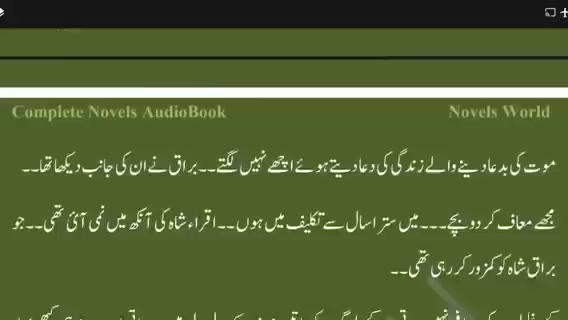 Complete Novels AudioBook
Novels World
موت کی بددعا دینے والے زندگی کی دعا دیتے ہوئے اچھے نہیں لگتے۔۔ براق نے ان کی جانب دیکھا تھا۔۔
مجھے معاف کر دو بچے۔۔۔ میں ستر اسال سے تکلیف میں ہوں۔۔ اقراء شاہ کی آنکھ میں نمی آئی تھی۔۔ جو
براق شاہ کو کمزور کر رہی تھی۔۔